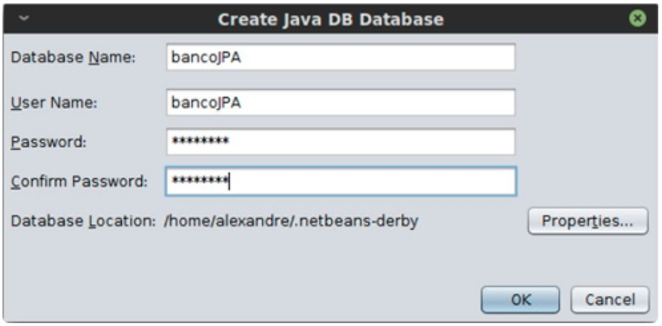 Create Java DB Database
Database Name: bancoJPA
User Name: bancoJPA
Password: ********
Confirm Password: ********
Database Location: /home/alexandre/.netbeans-derby Properties...
OK Cancel